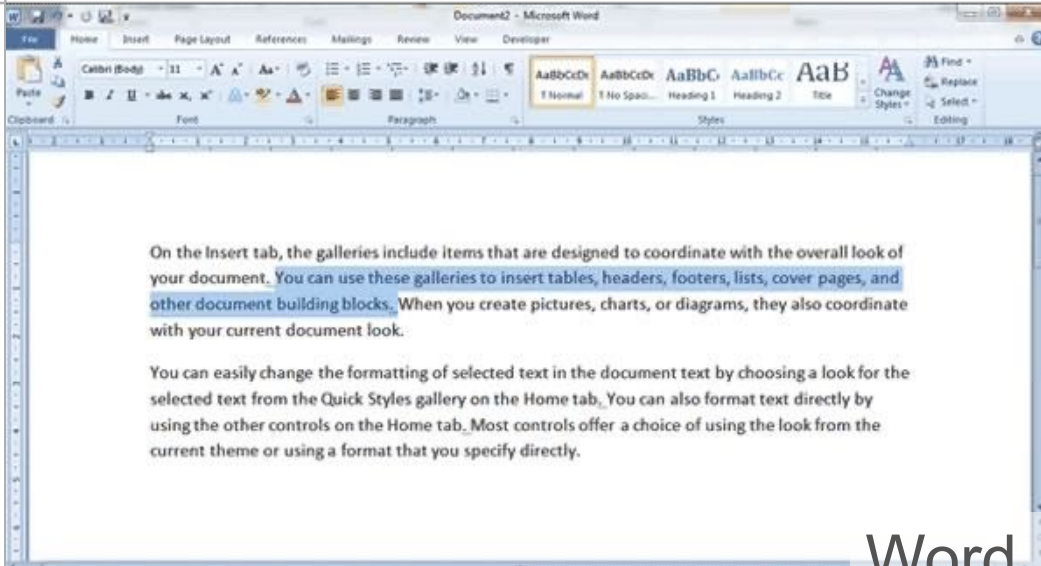 Document2 - Microsoft Word
File Home Insert Page Layout References Mailings Review View Developer
Paste
Calibri (Body) 11
AaBbCcDc AaBbCcDc AaBbC AaBbCc AaB
Normal No Spaci... Heading 1 Heading 2 Title
Change Styles
Find
Replace
Select
Clipboard Font Paragraph Styles Editing
On the Insert tab, the galleries include items that are designed to coordinate with the overall look of
your document. You can use these galleries to insert tables, headers, footers, lists, cover pages, and
other document building blocks. When you create pictures, charts, or diagrams, they also coordinate
with your current document look.
You can easily change the formatting of selected text in the document text by choosing a look for the
selected text from the Quick Styles gallery on the Home tab. You can also format text directly by
using the other controls on the Home tab. Most controls offer a choice of using the look from the
current theme or using a format that you specify directly.
Word